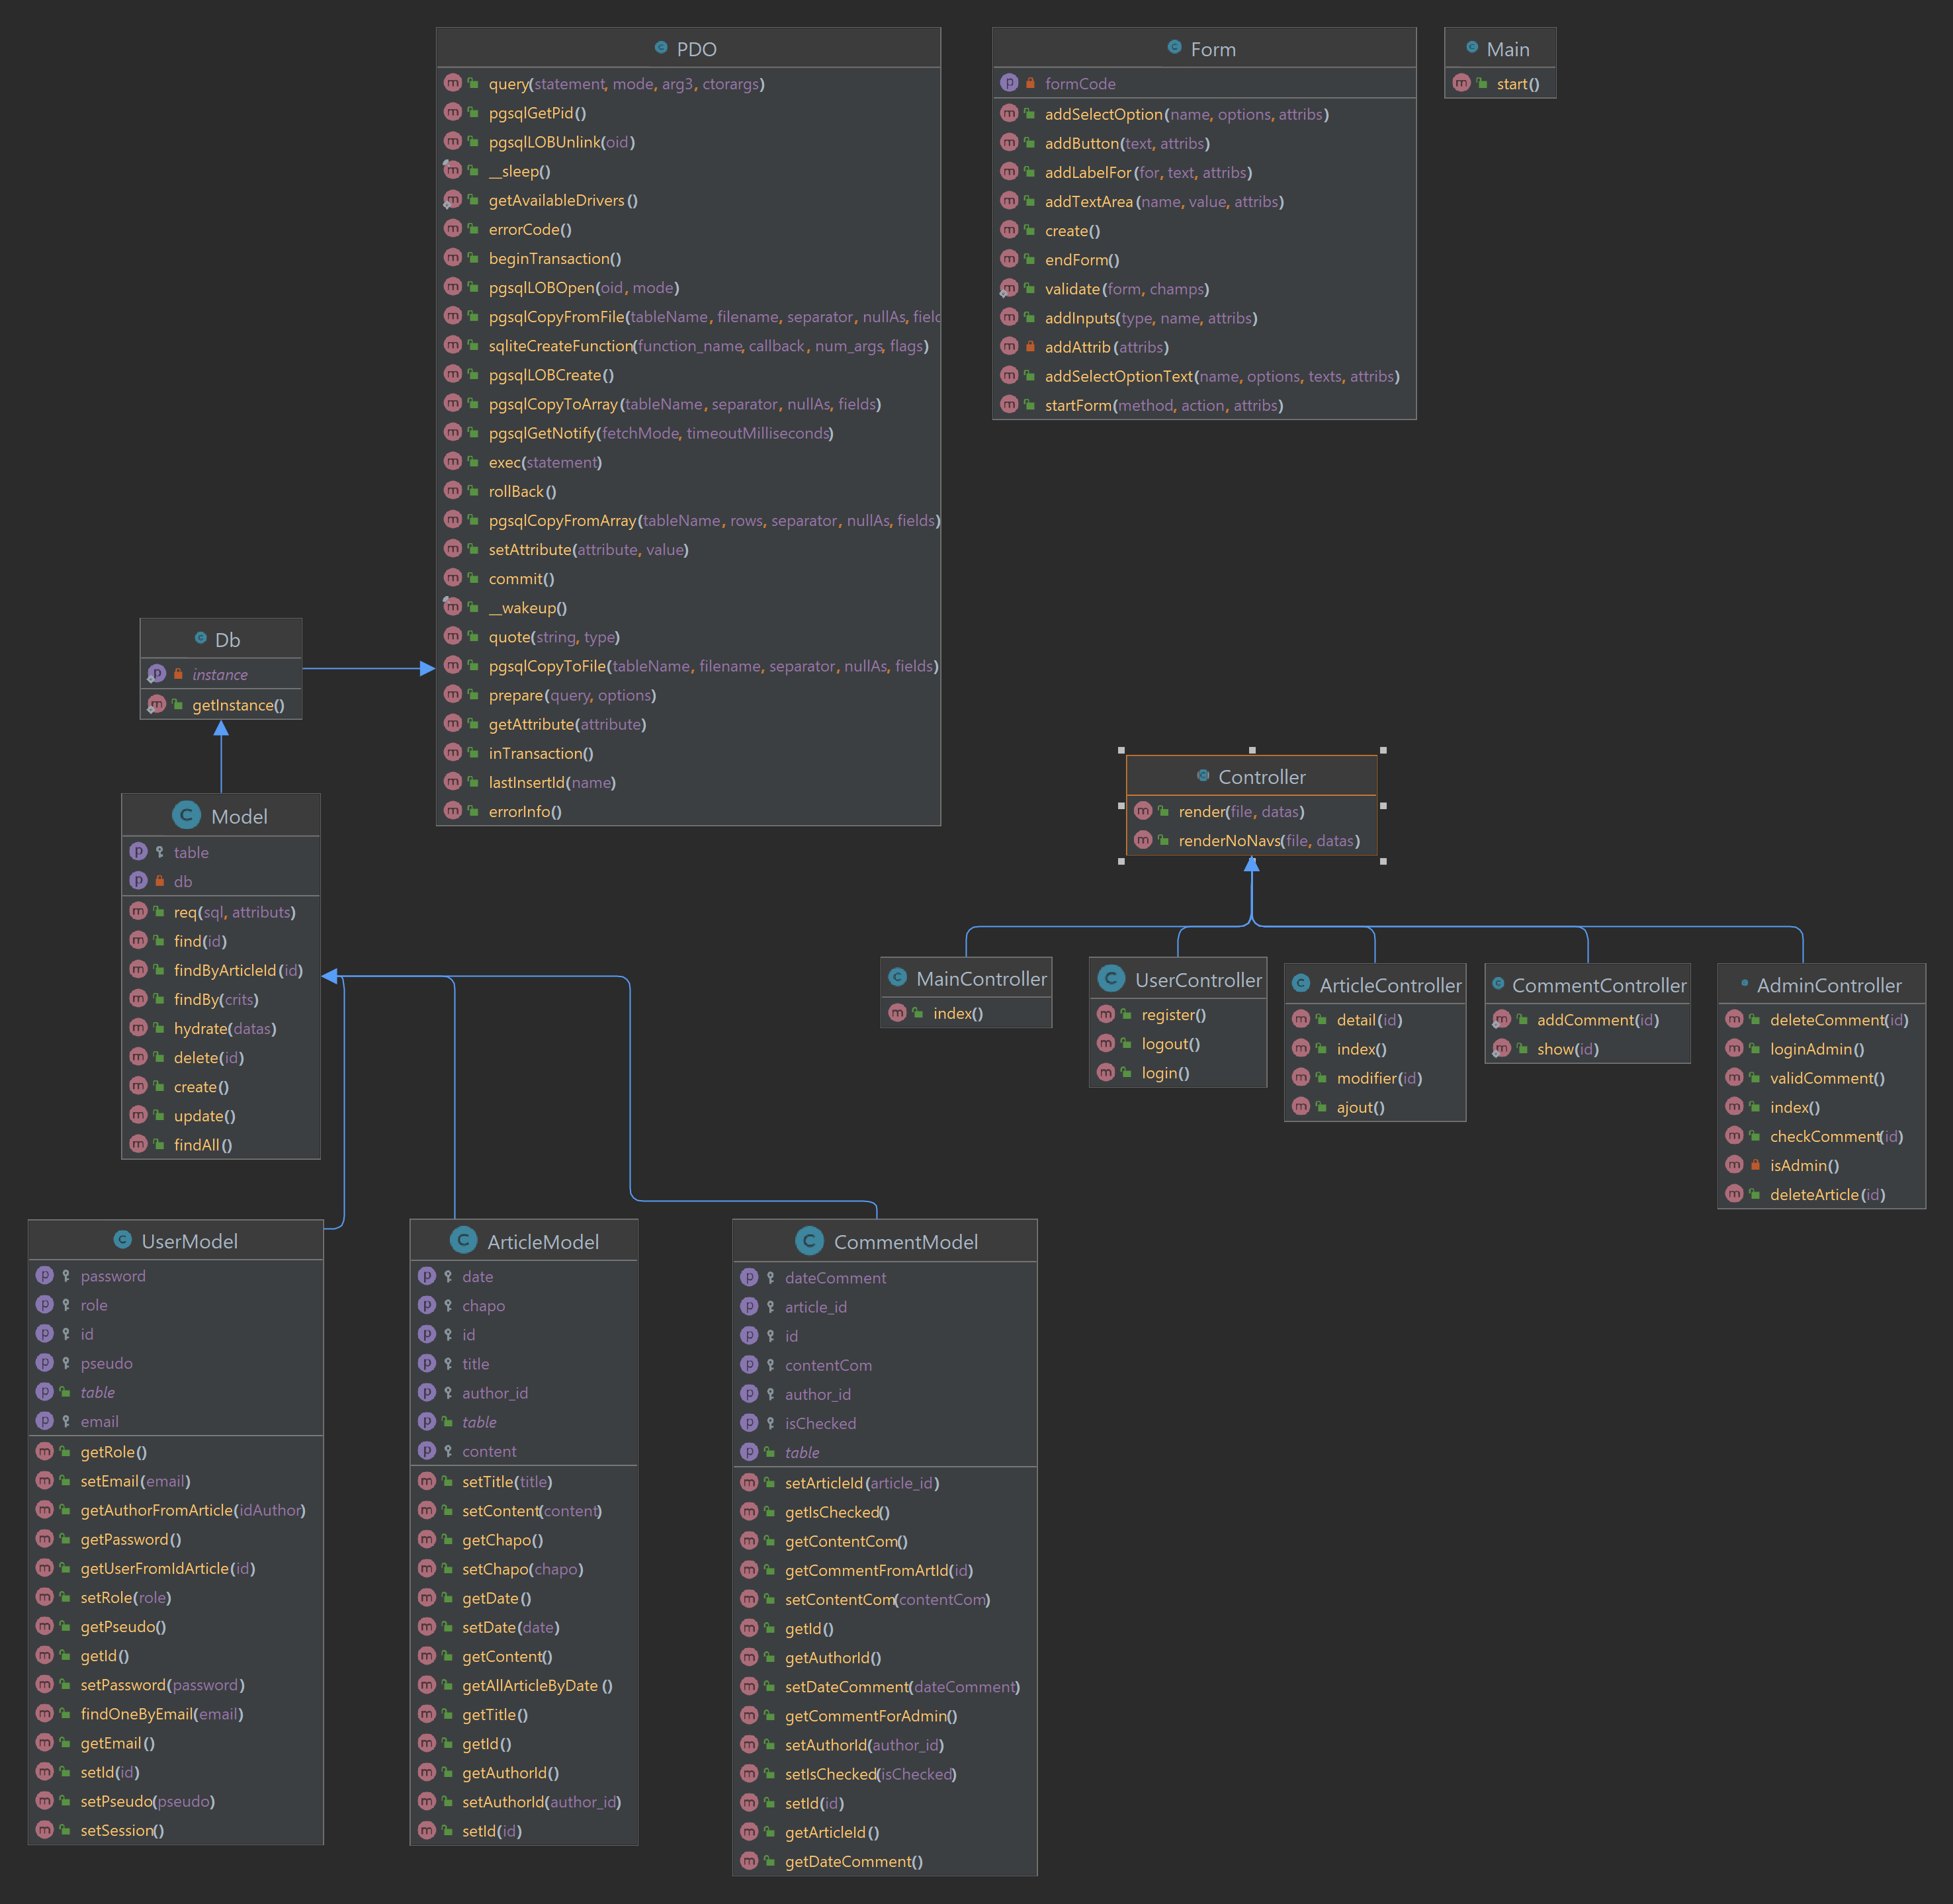 PDO
query(statement, mode, arg3, ctorargs)
pgsqlGetPid()
pgsqlLOBUnlink(oid)
__sleep()
getAvailableDrivers()
errorCode()
beginTransaction()
pgsqlLOBOpen(oid, mode)
pgsqlCopyFromFile(tableName, filename, separator, nullAs, field
sqliteCreateFunction(function_name, callback, num_args, flags)
pgsqlLOBCreate()
pgsqlCopyToArray(tableName, separator, nullAs, fields)
pgsqlGetNotify(fetchMode, timeoutMilliseconds)
exec(statement)
rollBack()
pgsqlCopyFromArray(tableName, rows, separator, nullAs, fields)
setAttribute(attribute, value)
commit()
__wakeup()
quote(string, type)
pgsqlCopyToFile(tableName, filename, separator, nullAs, fields)
prepare(query, options)
getAttribute(attribute)
inTransaction()
lastInsertId(name)
errorInfo()
Form
formCode
addSelectOption(name, options, attribs)
addButton(text, attribs)
addLabelFor(for, text, attribs)
addTextArea(name, value, attribs)
create()
endForm()
validate(form, champs)
addInputs(type, name, attribs)
addAttrib(attribs)
addSelectOptionText(name, options, texts, attribs)
startForm(method, action, attribs)
Main
start()
Db
instance
getInstance()
Model
table
db
req(sql, attributs)
find(id)
findByArticleId(id)
findBy(crits)
hydrate(datas)
delete(id)
create()
update()
findAll()
Controller
render(file, datas)
renderNoNavs(file, datas)
MainController
index()
UserController
register()
logout()
login()
ArticleController
detail(id)
index()
modifier(id)
ajout()
CommentController
addComment(id)
show(id)
AdminController
deleteComment(id)
loginAdmin()
validComment()
index()
checkComment(id)
isAdmin()
deleteArticle(id)
UserModel
password
role
id
pseudo
table
email
getRole()
setEmail(email)
getAuthorFromArticle(idAuthor)
getPassword()
getUserFromIdArticle(id)
setRole(role)
getPseudo()
getId()
setPassword(password)
findOneByEmail(email)
getEmail()
setId(id)
setPseudo(pseudo)
setSession()
ArticleModel
date
chapo
id
title
author_id
table
content
setTitle(title)
setContent(content)
getChapo()
setChapo(chapo)
getDate()
setDate(date)
getContent()
getAllArticleByDate()
getTitle()
getId()
getAuthorId()
setAuthorId(author_id)
setId(id)
CommentModel
dateComment
article_id
id
contentCom
author_id
isChecked
table
setArticleId(article_id)
getIsChecked()
getContentCom()
getCommentFromArtId(id)
setContentCom(contentCom)
getId()
getAuthorId()
setDateComment(dateComment)
getCommentForAdmin()
setAuthorId(author_id)
setIsChecked(isChecked)
setId(id)
getArticleId()
getDateComment()